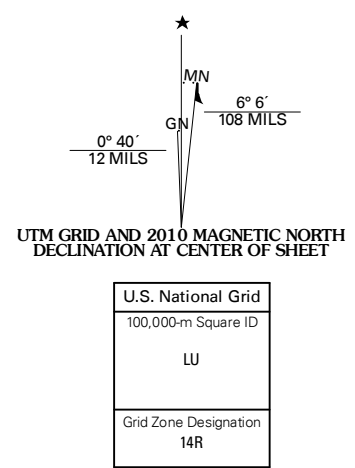 MN
GN
6° 6´
108 MILS
0° 40´
12 MILS
UTM GRID AND 2010 MAGNETIC NORTH
DECLINATION AT CENTER OF SHEET
U.S. National Grid
100,000-m Square ID
LU
Grid Zone Designation
14R